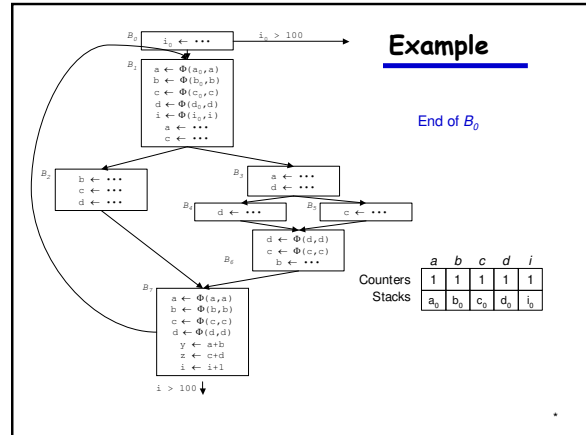 Example
End of B₀
B₀
i₀ ← •••
i₀ > 100
B₁
a ← Φ(a₀,a)
b ← Φ(b₀,b)
c ← Φ(c₀,c)
d ← Φ(d₀,d)
i ← Φ(i₀,i)
a ← •••
c ← •••
B₂
b ← •••
c ← •••
d ← •••
B₃
a ← •••
d ← •••
B₄
d ← •••
B₅
c ← •••
B₆
d ← Φ(d,d)
c ← Φ(c,c)
b ← •••
B₇
a ← Φ(a,a)
b ← Φ(b,b)
c ← Φ(c,c)
d ← Φ(d,d)
y ← a+b
z ← c+d
i ← i+1
i > 100
a b c d i
Counters 1 1 1 1 1
Stacks a₀ b₀ c₀ d₀ i₀
*